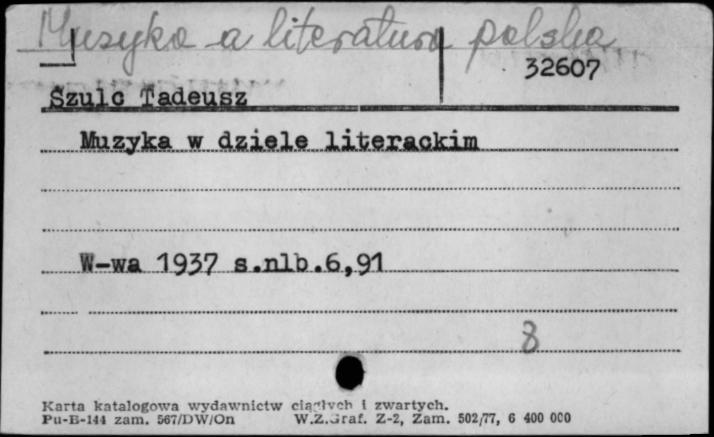 Muzyka a literatura polska
32607
Szulc Tadeusz
Muzyka w dziele literackim
W-wa 1937 s.nlb.6,91
8
Karta katalogowa wydawnictw ciągłych i zwartych.
Pu-B-144 zam. 567/DW/On W.Z.Graf. Z-2, Zam. 502/77, 6 400 000